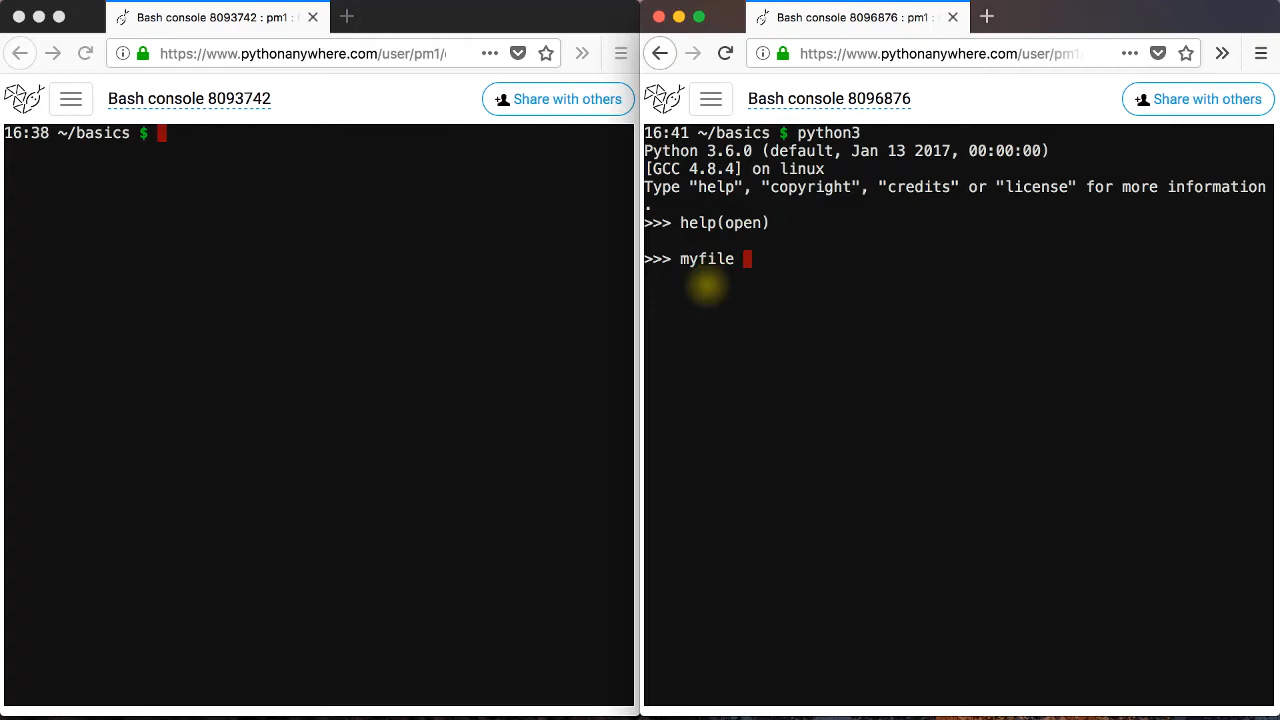 Bash console 8093742 : pm1 :
https://www.pythonanywhere.com/user/pm1/
Bash console 8093742
Share with others
16:38 ~/basics $
Bash console 8096876 : pm1 :
https://www.pythonanywhere.com/user/pm1
Bash console 8096876
Share with others
16:41 ~/basics $ python3
Python 3.6.0 (default, Jan 13 2017, 00:00:00)
[GCC 4.8.4] on linux
Type "help", "copyright", "credits" or "license" for more information
.
>>> help(open)
>>> myfile